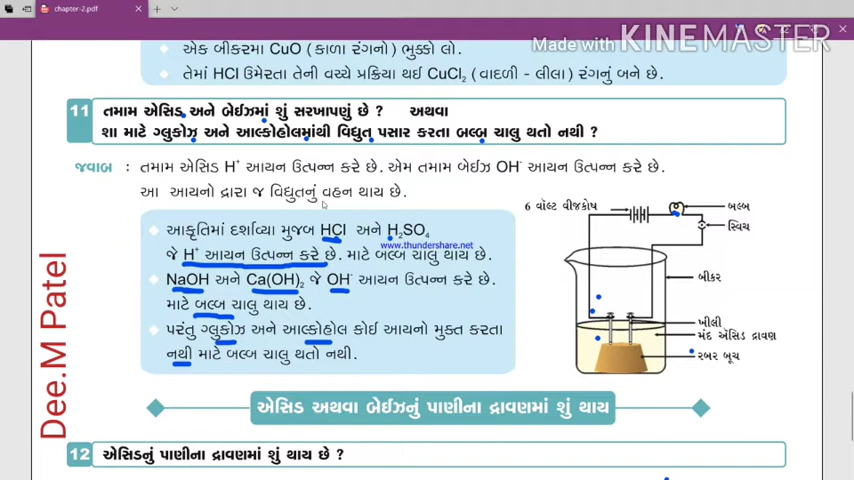 chapter-2.pdf
Made with KINEMASTER
એક બીકરમા CuO (કાળા રંગનો) ભુક્કો લો.
તેમાં HCl ઉમેરતા તેની વચ્ચે પ્રક્રિયા થઈ CuCl₂ (વાદળી - લીલા) રંગનું બને છે.
11 તમામ એસિડ અને બેઈઝમાં શું સરખાપણું છે ? અથવા
શા માટે ગ્લુકોઝ અને આલ્કોહોલમાંથી વિદ્યુત પસાર કરતા બલ્બ ચાલુ થતો નથી ?
જવાબ : તમામ એસિડ H⁺ આયન ઉત્પન્ન કરે છે. એમ તમામ બેઈઝ OH⁻ આયન ઉત્પન્ન કરે છે.
આ આયનો દ્રારા જ વિદ્યુતનું વહન થાય છે.
આકૃતિમાં દર્શાવ્યા મુજબ HCl અને H₂SO₄
www.thundershare.net
જે H⁺ આયન ઉત્પન્ન કરે છે. માટે બલ્બ ચાલુ થાય છે.
NaOH અને Ca(OH)₂ જે OH⁻ આયન ઉત્પન્ન કરે છે.
માટે બલ્બ ચાલુ થાય છે.
પરંતુ ગ્લુકોઝ અને આલ્કોહોલ કોઈ આયનો મુક્ત કરતા
નથી માટે બલ્બ ચાલુ થતો નથી.
6 વૉલ્ટ વીજકોષ
બલ્બ
સ્વિચ
બીકર
ખીલી
મંદ એસિડ દ્રાવણ
રબર બૂચ
Dee.M Patel
એસિડ અથવા બેઈઝનું પાણીના દ્રાવણમાં શું થાય
12 એસિડનું પાણીના દ્રાવણમાં શું થાય છે ?